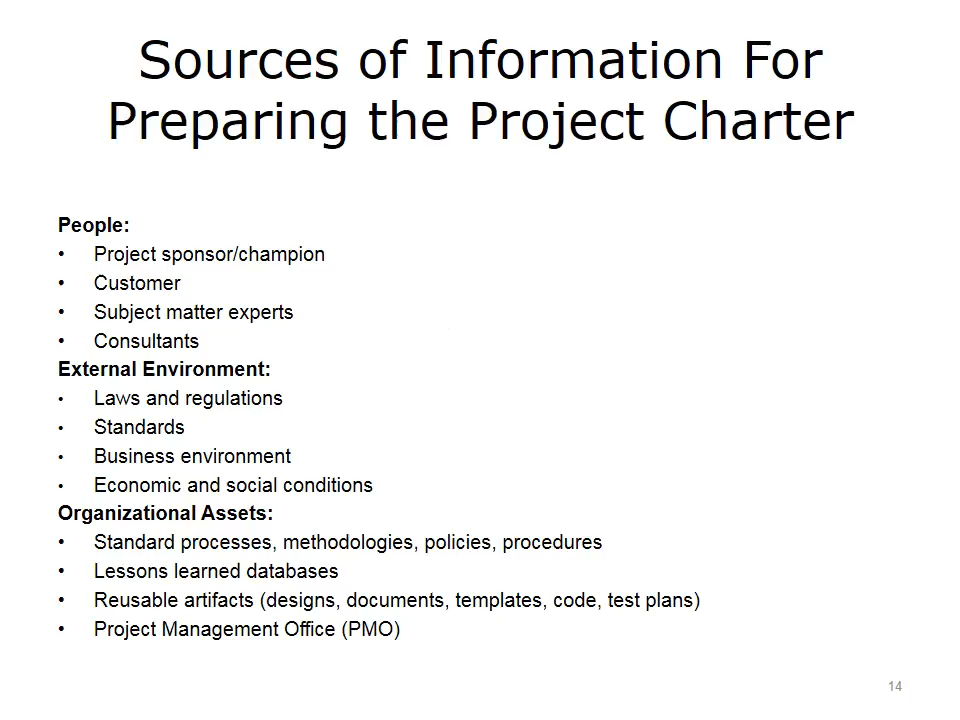 Sources of Information For
Preparing the Project Charter
People:
• Project sponsor/champion
• Customer
• Subject matter experts
• Consultants
External Environment:
• Laws and regulations
• Standards
• Business environment
• Economic and social conditions
Organizational Assets:
• Standard processes, methodologies, policies, procedures
• Lessons learned databases
• Reusable artifacts (designs, documents, templates, code, test plans)
• Project Management Office (PMO)
14